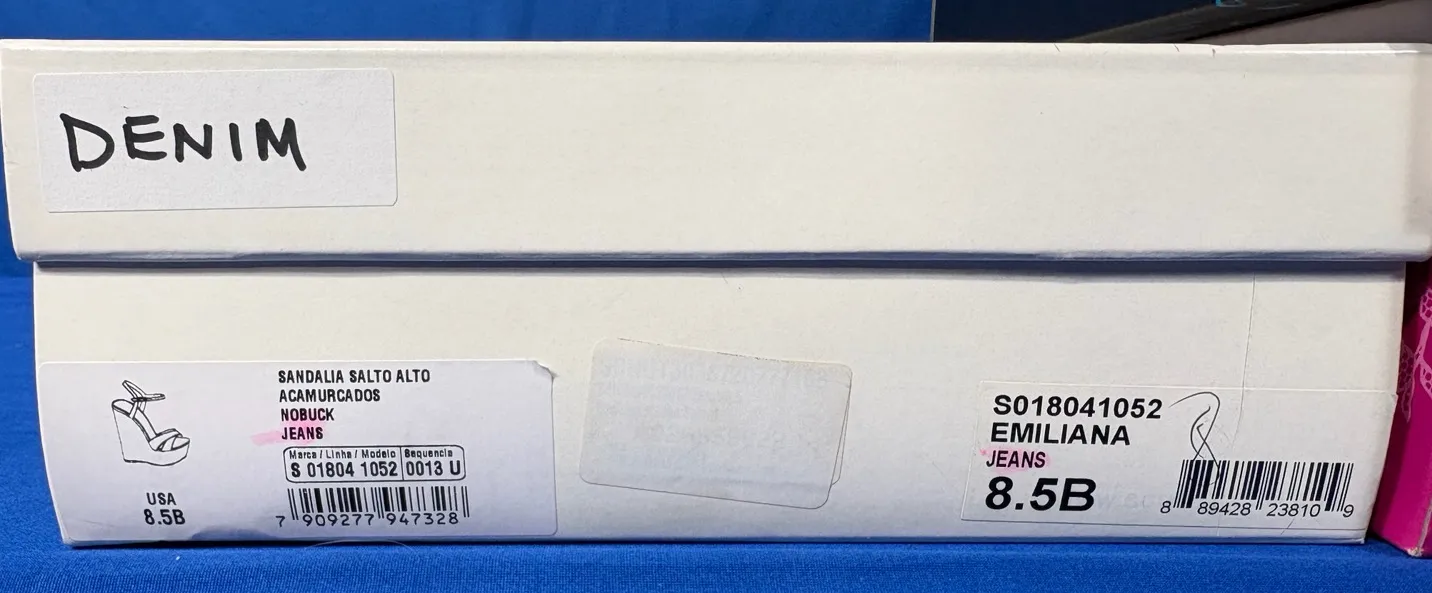 DENIM
SANDALIA SALTO ALTO
ACAMURCADOS
NOBUCK
JEANS
Marca / Linha / Modelo Sequencia
S 01804 1052 0013 U
USA
8.5B
7 909277 947328
S018041052
EMILIANA
JEANS
8.5B
8 89428 23810 9